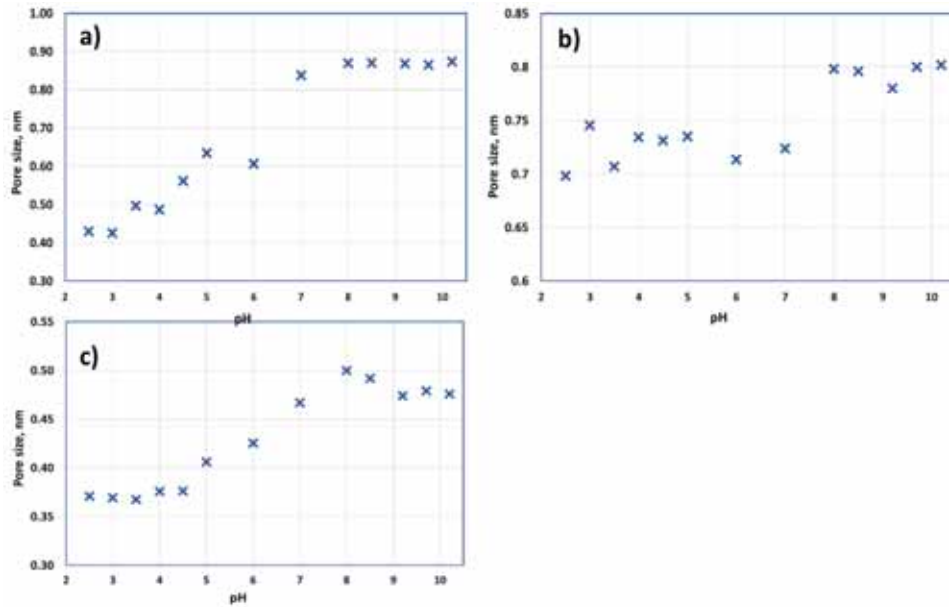 a)
1.00
0.90
0.80
0.70
0.60
0.50
0.40
0.30
Pore size, nm
2 3 4 5 6 7 8 9 10
pH
b)
0.85
0.8
0.75
0.7
0.65
0.6
Pore size, nm
2 3 4 5 6 7 8 9 10
pH
c)
0.55
0.50
0.45
0.40
0.35
0.30
Pore size, nm
2 3 4 5 6 7 8 9 10
pH